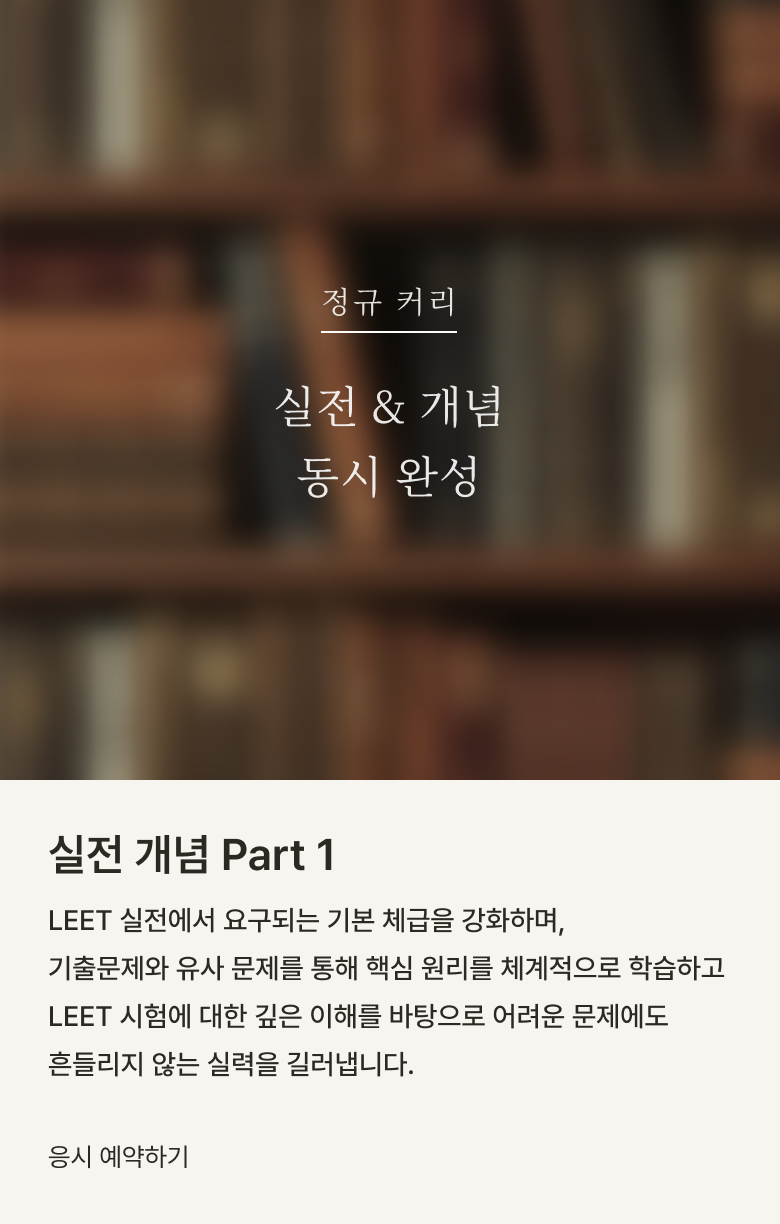 정규 커리
실전 & 개념
동시 완성
실전 개념 Part 1
LEET 실전에서 요구되는 기본 체급을 강화하며,
기출문제와 유사 문제를 통해 핵심 원리를 체계적으로 학습하고
LEET 시험에 대한 깊은 이해를 바탕으로 어려운 문제에도
흔들리지 않는 실력을 길러냅니다.
응시 예약하기